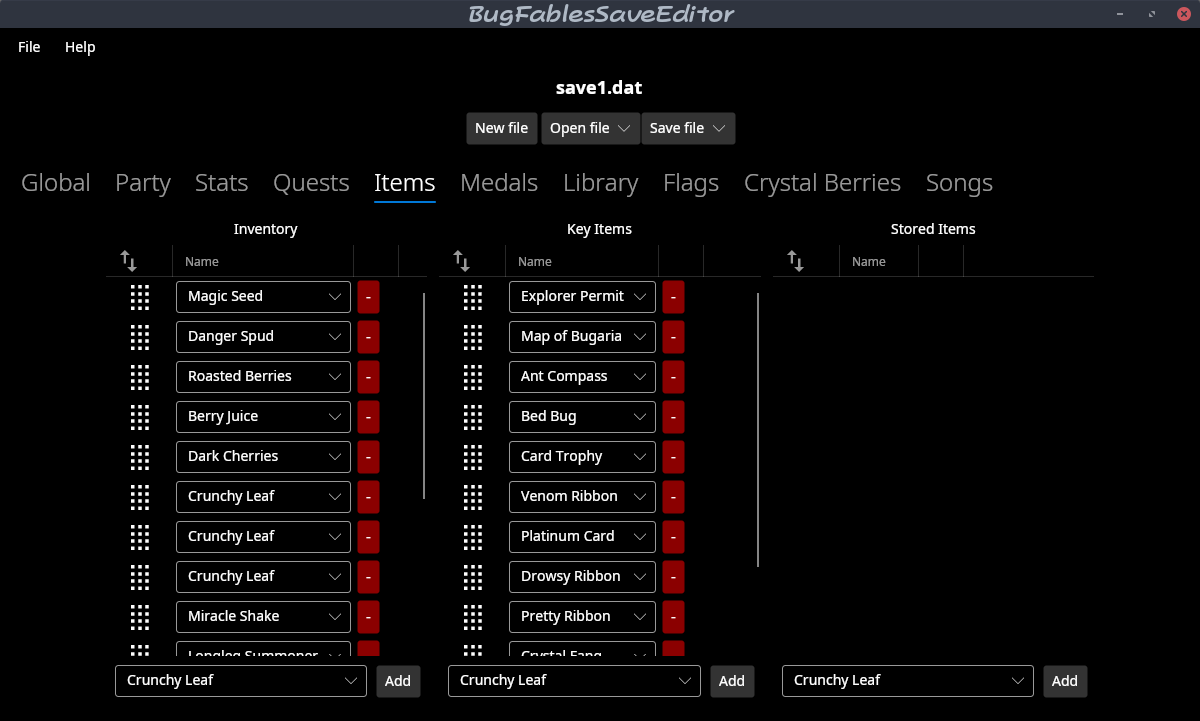 BugFablesSaveEditor
File Help
save1.dat
New file Open file Save file
Global Party Stats Quests Items Medals Library Flags Crystal Berries Songs
Inventory Key Items Stored Items
Name Name Name
Magic Seed - Explorer Permit -
Danger Spud - Map of Bugaria -
Roasted Berries - Ant Compass -
Berry Juice - Bed Bug -
Dark Cherries - Card Trophy -
Crunchy Leaf - Venom Ribbon -
Crunchy Leaf - Platinum Card -
Crunchy Leaf - Drowsy Ribbon -
Miracle Shake - Pretty Ribbon -
Longleg Summoner Crystal Fang
Crunchy Leaf Add Crunchy Leaf Add Crunchy Leaf Add